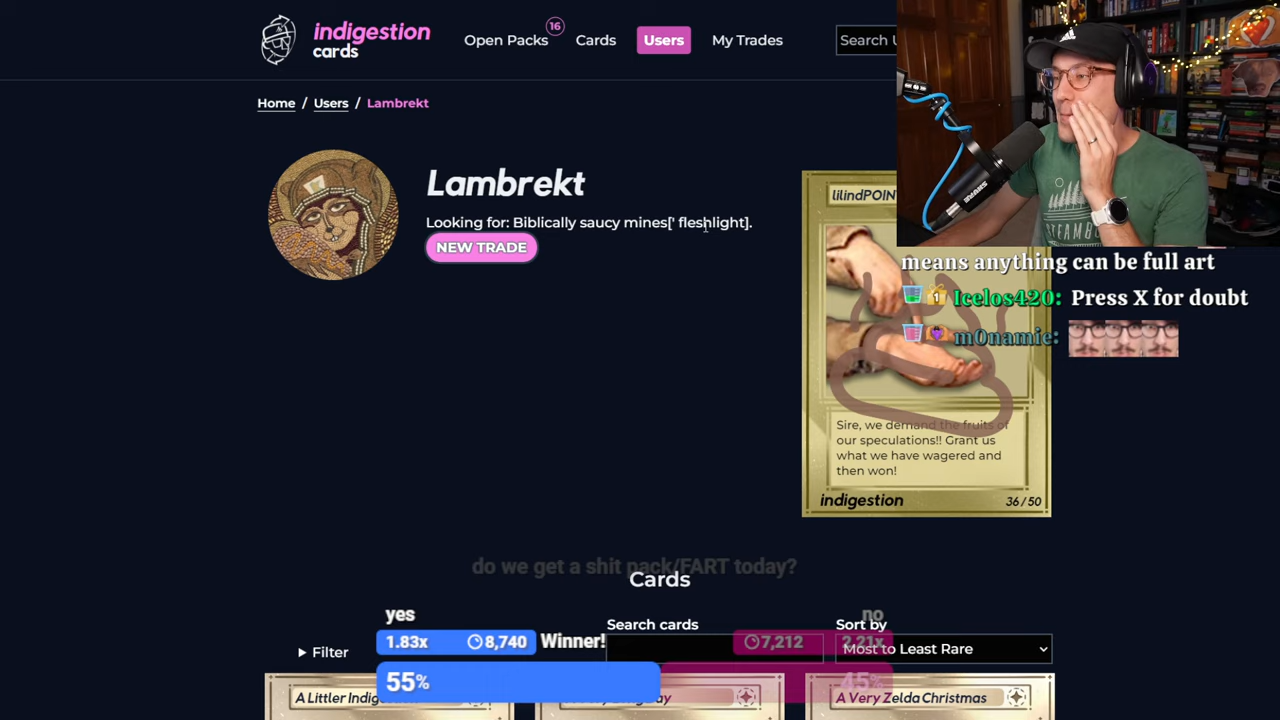 indigestion
cards
Open Packs
16
Cards
Users
My Trades
Search
Home / Users / Lambrekt
Lambrekt
Looking for: Biblically saucy mines[' fleshlight].
NEW TRADE
lilindPOIN
Sire, we demand the fruits of
our speculations!! Grant us
what we have wagered and
then won!
indigestion
36/50
means anything can be full art
1
Icelos420: Press X for doubt
m0namie:
do we get a shit pack/FART today?
Cards
yes
no
1.83x
8,740
Winner!
7,212
2.21x
55%
45%
Filter
Search cards
Sort by
Most to Least Rare
A Littler Indig
A Very Zelda Christmas